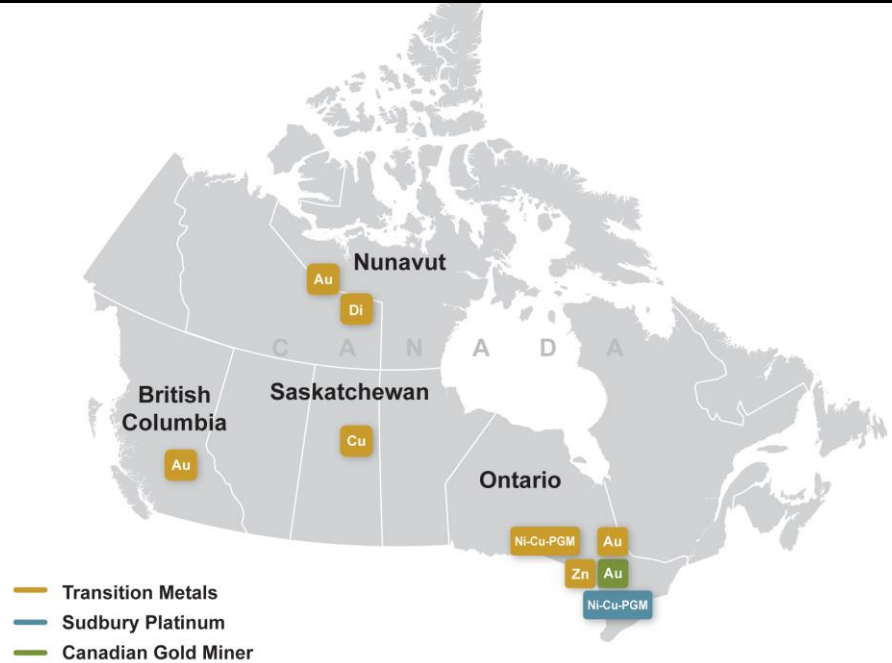 Nunavut
Au
Di
C A N A D A
British
Columbia
Saskatchewan
Cu
Au
Ontario
Ni-Cu-PGM
Au
Zn
Au
Ni-Cu-PGM
Transition Metals
Sudbury Platinum
Canadian Gold Miner